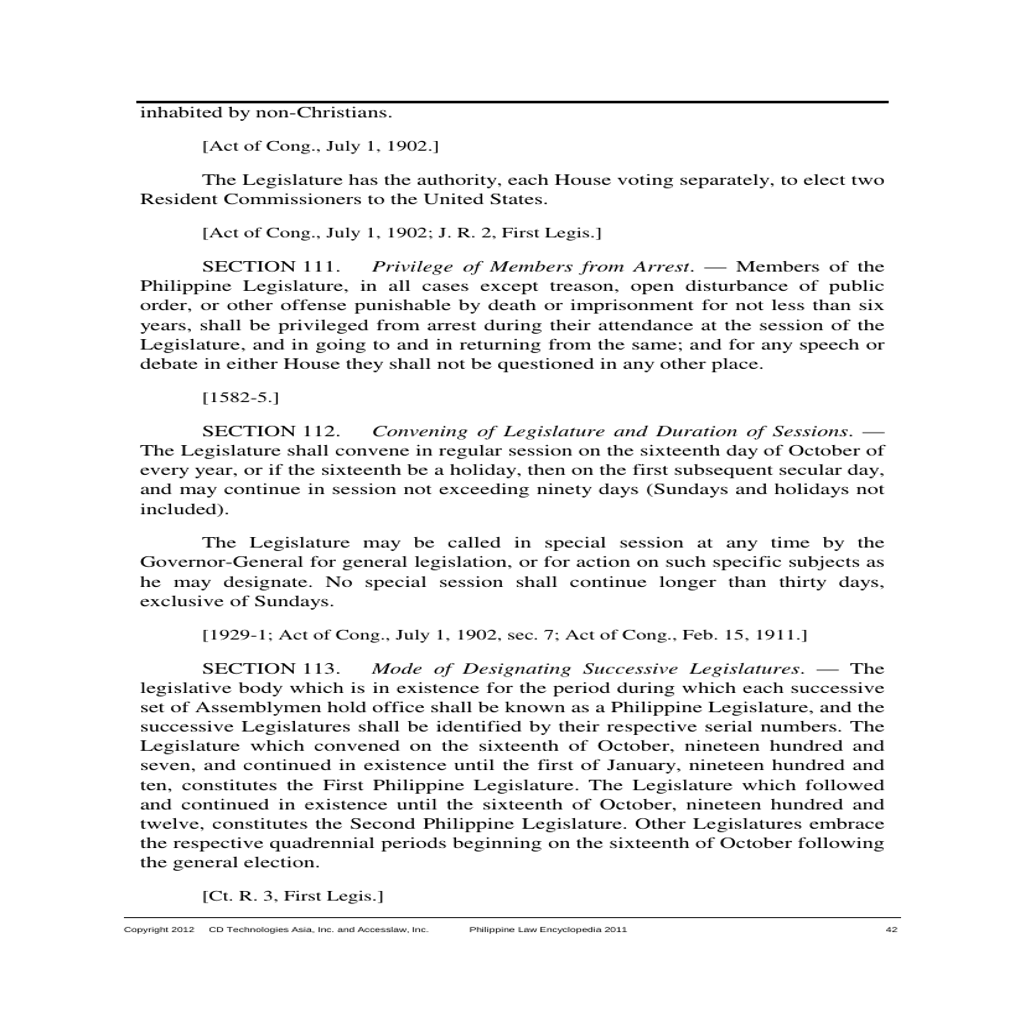 inhabited by non-Christians.
[Act of Cong., July 1, 1902.]
The Legislature has the authority, each House voting separately, to elect two
Resident Commissioners to the United States.
[Act of Cong., July 1, 1902; J. R. 2, First Legis.]
SECTION 111. Privilege of Members from Arrest. — Members of the
Philippine Legislature, in all cases except treason, open disturbance of public
order, or other offense punishable by death or imprisonment for not less than six
years, shall be privileged from arrest during their attendance at the session of the
Legislature, and in going to and in returning from the same; and for any speech or
debate in either House they shall not be questioned in any other place.
[1582-5.]
SECTION 112. Convening of Legislature and Duration of Sessions. —
The Legislature shall convene in regular session on the sixteenth day of October of
every year, or if the sixteenth be a holiday, then on the first subsequent secular day,
and may continue in session not exceeding ninety days (Sundays and holidays not
included).
The Legislature may be called in special session at any time by the
Governor-General for general legislation, or for action on such specific subjects as
he may designate. No special session shall continue longer than thirty days,
exclusive of Sundays.
[1929-1; Act of Cong., July 1, 1902, sec. 7; Act of Cong., Feb. 15, 1911.]
SECTION 113. Mode of Designating Successive Legislatures. — The
legislative body which is in existence for the period during which each successive
set of Assemblymen hold office shall be known as a Philippine Legislature, and the
successive Legislatures shall be identified by their respective serial numbers. The
Legislature which convened on the sixteenth of October, nineteen hundred and
seven, and continued in existence until the first of January, nineteen hundred and
ten, constitutes the First Philippine Legislature. The Legislature which followed
and continued in existence until the sixteenth of October, nineteen hundred and
twelve, constitutes the Second Philippine Legislature. Other Legislatures embrace
the respective quadrennial periods beginning on the sixteenth of October following
the general election.
[Ct. R. 3, First Legis.]
Copyright 2012 CD Technologies Asia, Inc. and Accesslaw, Inc. Philippine Law Encyclopedia 2011 42